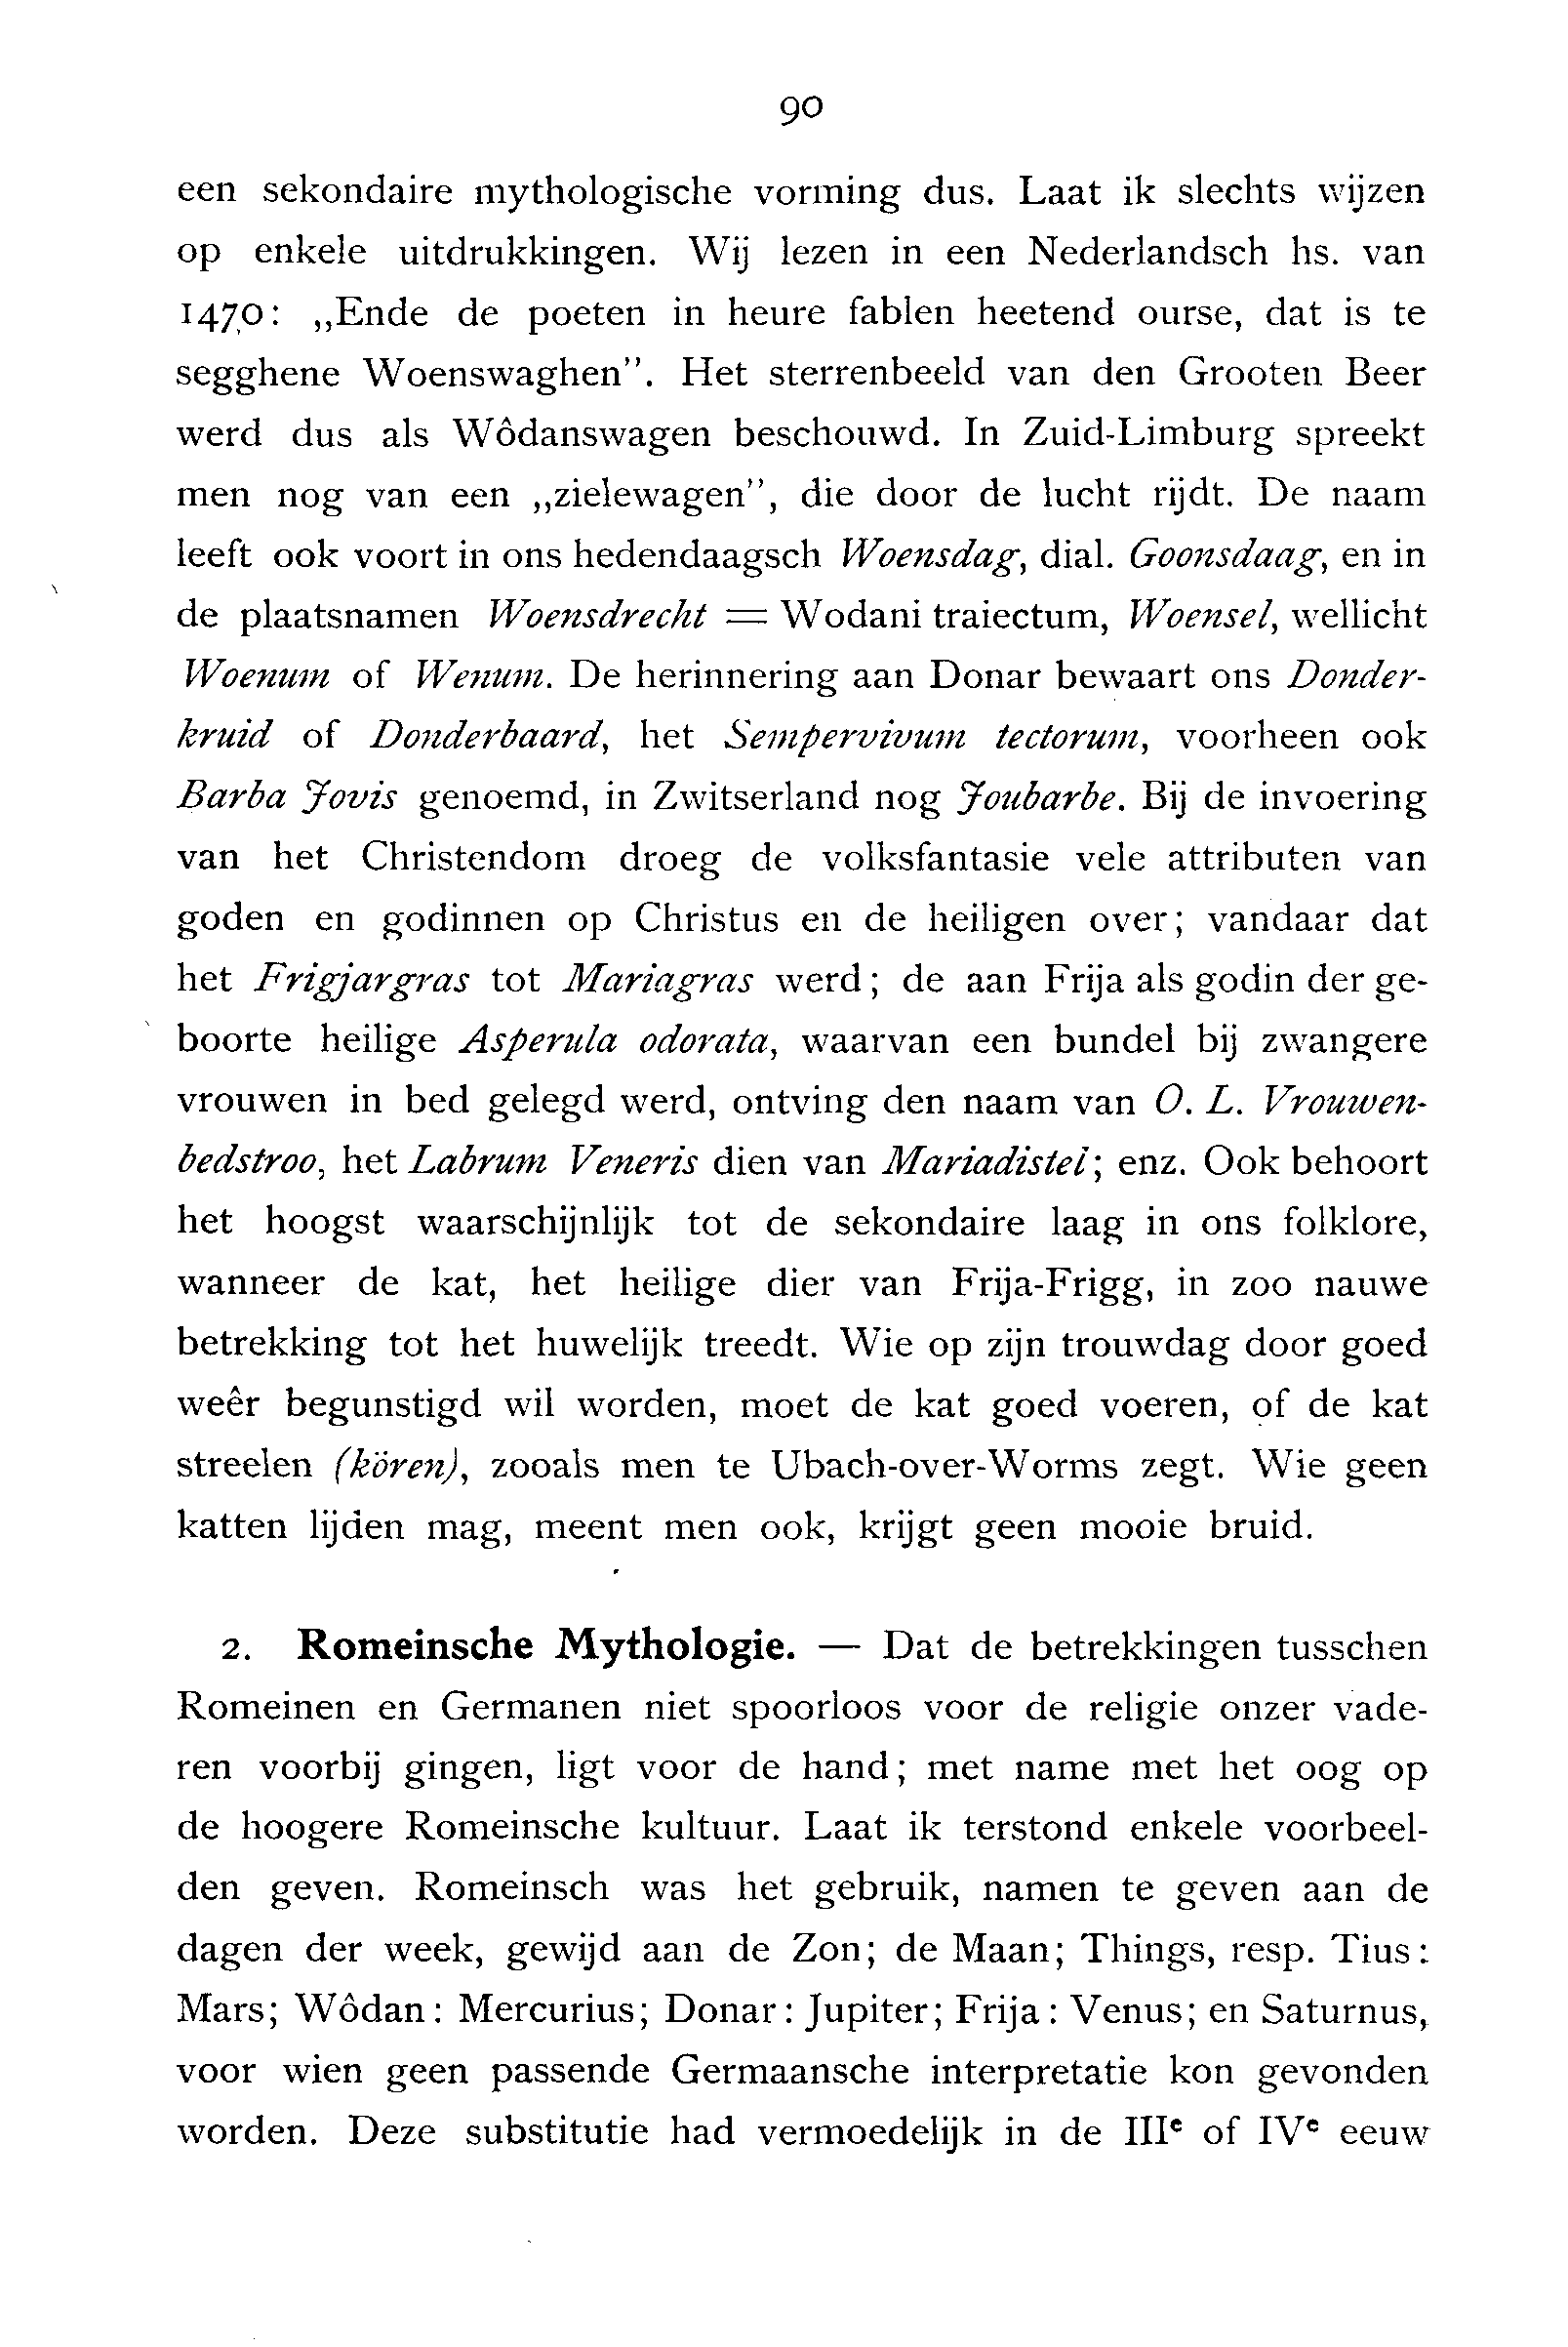 90
een sekondaire mythologische vorming dus. Laat ik slechts wijzen
op enkele uitdrukkingen. Wij lezen in een Nederlandsch hs. van
1470: „Ende de poeten in heure fablen heetend ourse, dat is te
segghene Woenswaghen”. Het sterrenbeeld van den Grooten Beer
werd dus als Wôdanswagen beschouwd. In Zuid-Limburg spreekt
men nog van een „zielewagen”, die door de lucht rijdt. De naam
leeft ook voort in ons hedendaagsch Woensdag, dial. Goonsdaag, en in
de plaatsnamen Woensdrecht = Wodani traiectum, Woensel, wellicht
Woenum of Wenum. De herinnering aan Donar bewaart ons Donder-
kruid of Donderbaard, het Sempervivum tectorum, voorheen ook
Barba Jovis genoemd, in Zwitserland nog Joubarbe. Bij de invoering
van het Christendom droeg de volksfantasie vele attributen van
goden en godinnen op Christus en de heiligen over; vandaar dat
het Frigjargras tot Mariagras werd; de aan Frija als godin der ge-
boorte heilige Asperula odorata, waarvan een bundel bij zwangere
vrouwen in bed gelegd werd, ontving den naam van O. L. Vrouwen-
bedstroo, het Labrum Veneris dien van Mariadistel; enz. Ook behoort
het hoogst waarschijnlijk tot de sekondaire laag in ons folklore,
wanneer de kat, het heilige dier van Frija-Frigg, in zoo nauwe
betrekking tot het huwelijk treedt. Wie op zijn trouwdag door goed
weêr begunstigd wil worden, moet de kat goed voeren, of de kat
streelen (kören), zooals men te Ubach-over-Worms zegt. Wie geen
katten lijden mag, meent men ook, krijgt geen mooie bruid.
2. Romeinsche Mythologie. — Dat de betrekkingen tusschen
Romeinen en Germanen niet spoorloos voor de religie onzer vade-
ren voorbij gingen, ligt voor de hand; met name met het oog op
de hoogere Romeinsche kultuur. Laat ik terstond enkele voorbeel-
den geven. Romeinsch was het gebruik, namen te geven aan de
dagen der week, gewijd aan de Zon; de Maan; Things, resp. Tius:
Mars; Wôdan: Mercurius; Donar: Jupiter; Frija: Venus; en Saturnus,
voor wien geen passende Germaansche interpretatie kon gevonden
worden. Deze substitutie had vermoedelijk in de IIIe of IVe eeuw